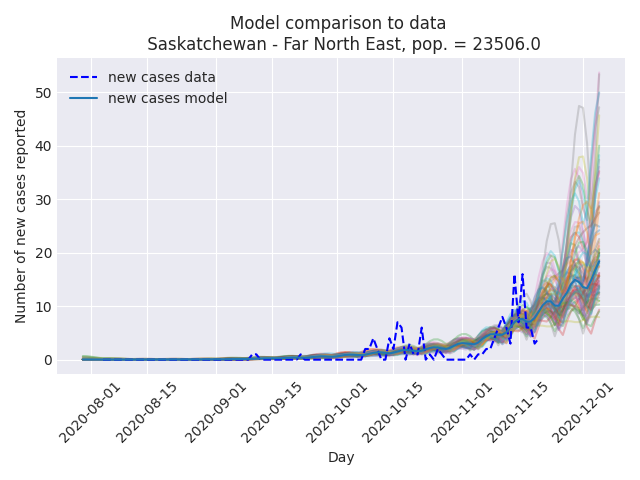 Model comparison to data
Saskatchewan - Far North East, pop. = 23506.0
new cases data
new cases model
Number of new cases reported
50
40
30
20
10
0
2020-08-01
2020-08-15
2020-09-01
2020-09-15
2020-10-01
2020-10-15
2020-11-01
2020-11-15
2020-12-01
Day